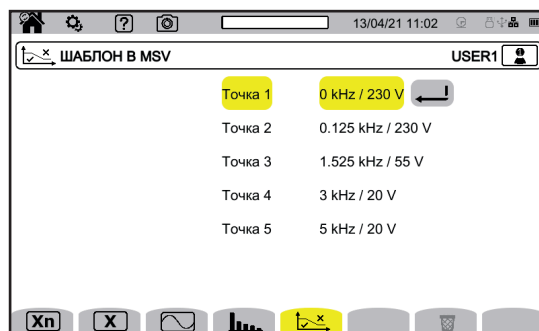 13/04/21 11:02
ШАБЛОН В MSV USER1
Точка 1 0 kHz / 230 V
Точка 2 0.125 kHz / 230 V
Точка 3 1.525 kHz / 55 V
Точка 4 3 kHz / 20 V
Точка 5 5 kHz / 20 V
Xn X